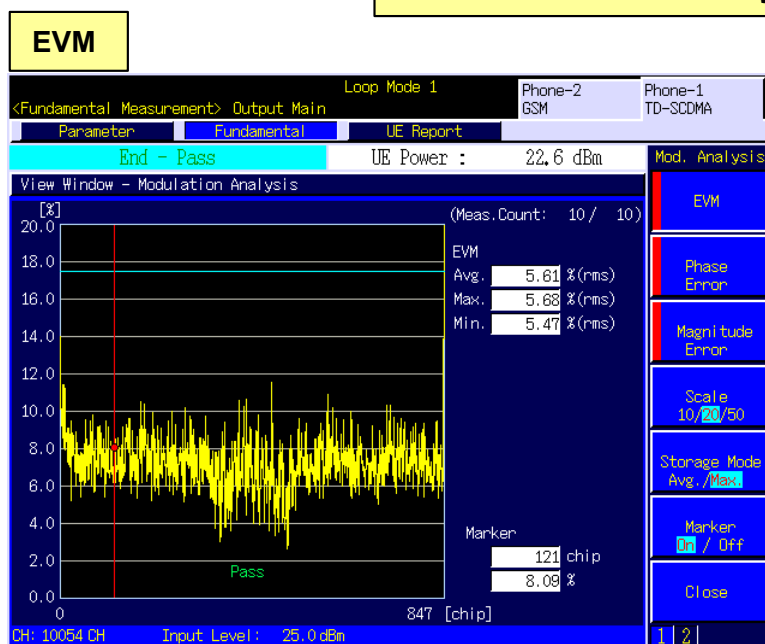 EVM
Loop Mode 1
Phone-2
GSM
Phone-1
TD-SCDMA
<Fundamental Measurement> Output Main
Parameter Fundamental UE Report
End - Pass UE Power : 22.6 dBm Mod. Analysis
View Window - Modulation Analysis
[%]
(Meas.Count: 10/ 10)
20.0
18.0
16.0
14.0
12.0
10.0
8.0
6.0
4.0
2.0
0.0
EVM
Avg. 5.61 %(rms)
Max. 5.68 %(rms)
Min. 5.47 %(rms)
Marker
121 chip
8.09 %
Pass
0 847 [chip]
CH: 10054 CH Input Level: 25.0 dBm
EVM
Phase
Error
Magnitude
Error
Scale
10/20/50
Storage Mode
Avg./Max.
Marker
On / Off
Close
1 2